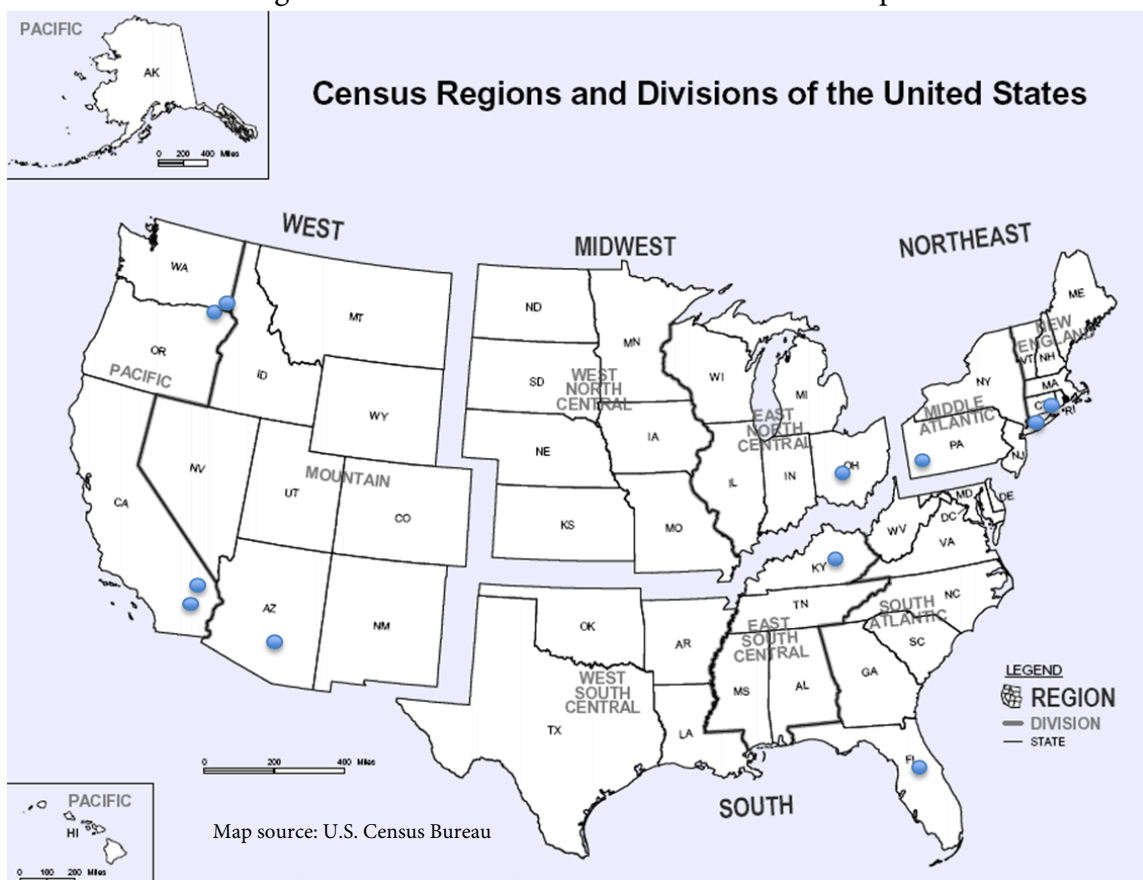 PACIFIC
AK
0 200 400 Miles
Census Regions and Divisions of the United States
WEST
MIDWEST
NORTHEAST
WA
MT
OR
ID
PACIFIC
WY
NV
UT
MOUNTAIN
CO
CA
AZ
NM
ND
MN
SD
WEST
NORTH
CENTRAL
WI
MI
EAST
NORTH
CENTRAL
NE
IA
IL
IN
OH
KS
MO
ME
NEW
ENGLAND
VT
NH
NY
MA
RI
MIDDLE
ATLANTIC
PA
NJ
MD
DE
WV
DC
VA
KY
TN
NC
SOUTH
ATLANTIC
SC
EAST
SOUTH
CENTRAL
OK
AR
MS
AL
GA
WEST
SOUTH
CENTRAL
TX
LA
SOUTH
LEGEND
REGION
DIVISION
STATE
0 200 400 Miles
PACIFIC
HI
0 100 200 Miles
Map source: U.S. Census Bureau